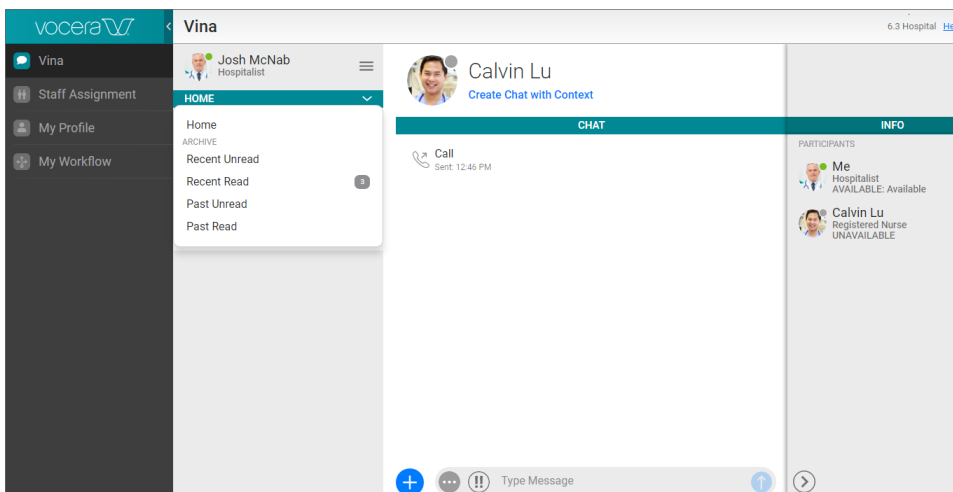 vocera
Vina
6.3 Hospital He
Vina
Staff Assignment
My Profile
My Workflow
Josh McNab
Hospitalist
HOME
Home
ARCHIVE
Recent Unread
Recent Read 3
Past Unread
Past Read
Calvin Lu
Create Chat with Context
CHAT
Call
Sent: 12:46 PM
!!
Type Message
INFO
PARTICIPANTS
Me
Hospitalist
AVAILABLE: Available
Calvin Lu
Registered Nurse
UNAVAILABLE